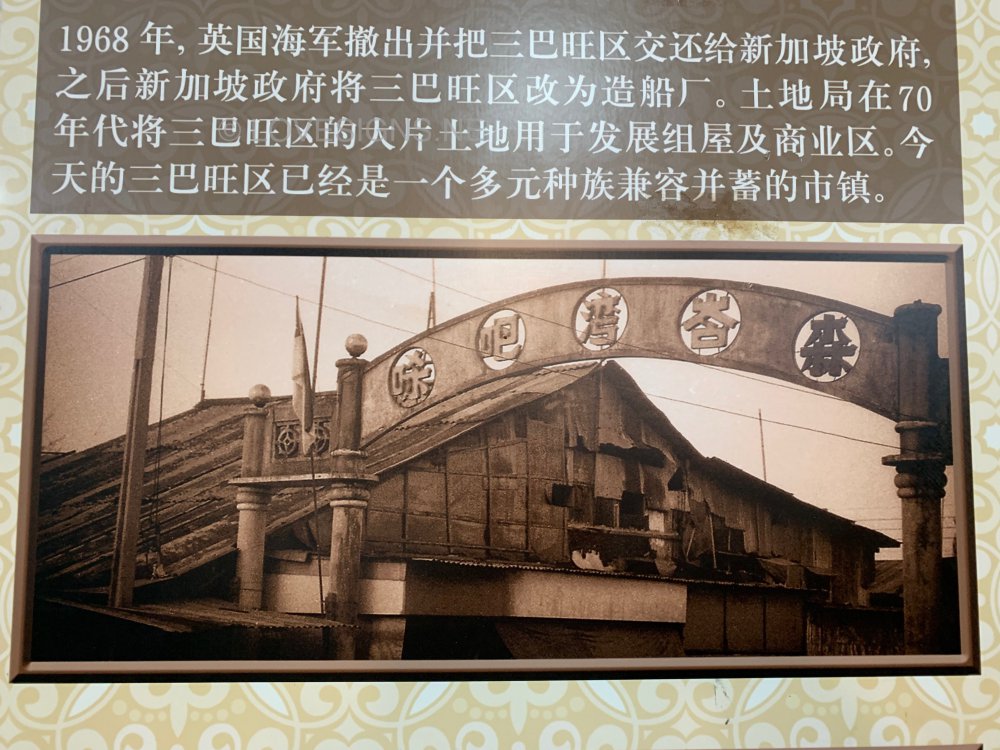 1968 年, 英国海军撤出并把三巴旺区交还给新加坡政府,
之后新加坡政府将三巴旺区改为造船厂。土地局在70
年代将三巴旺区的大片土地用于发展组屋及商业区。今
天的三巴旺区已经是一个多元种族兼容并蓄的市镇。
森峇湾吧